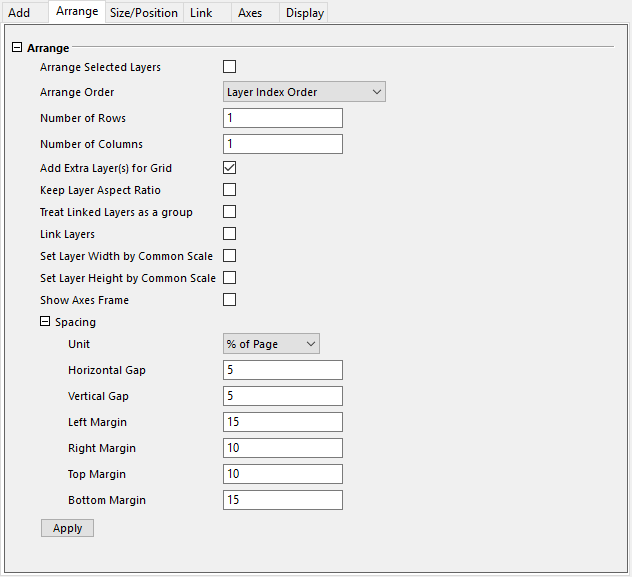 Add Arrange Size/Position Link Axes Display
Arrange
Arrange Selected Layers
Arrange Order Layer Index Order
Number of Rows 1
Number of Columns 1
Add Extra Layer(s) for Grid
Keep Layer Aspect Ratio
Treat Linked Layers as a group
Link Layers
Set Layer Width by Common Scale
Set Layer Height by Common Scale
Show Axes Frame
Spacing
Unit % of Page
Horizontal Gap 5
Vertical Gap 5
Left Margin 15
Right Margin 10
Top Margin 10
Bottom Margin 15
Apply